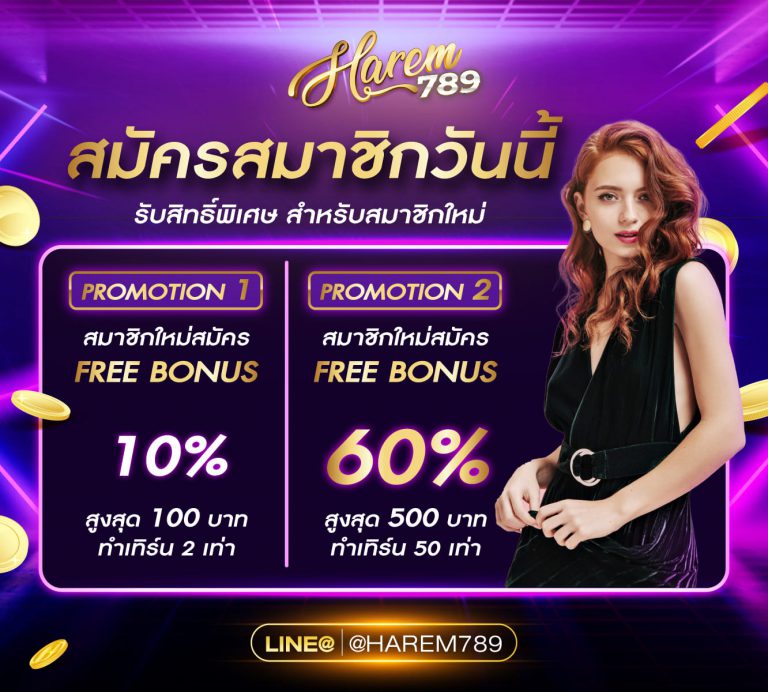 Harem
789
สมัครสมาชิกวันนี้
รับสิทธิ์พิเศษ สำหรับสมาชิกใหม่
PROMOTION 1
สมาชิกใหม่สมัคร
FREE BONUS
10%
สูงสุด 100 บาท
ทำเทิร์น 2 เท่า
PROMOTION 2
สมาชิกใหม่สมัคร
FREE BONUS
60%
สูงสุด 500 บาท
ทำเทิร์น 50 เท่า
LINE@ | @HAREM789